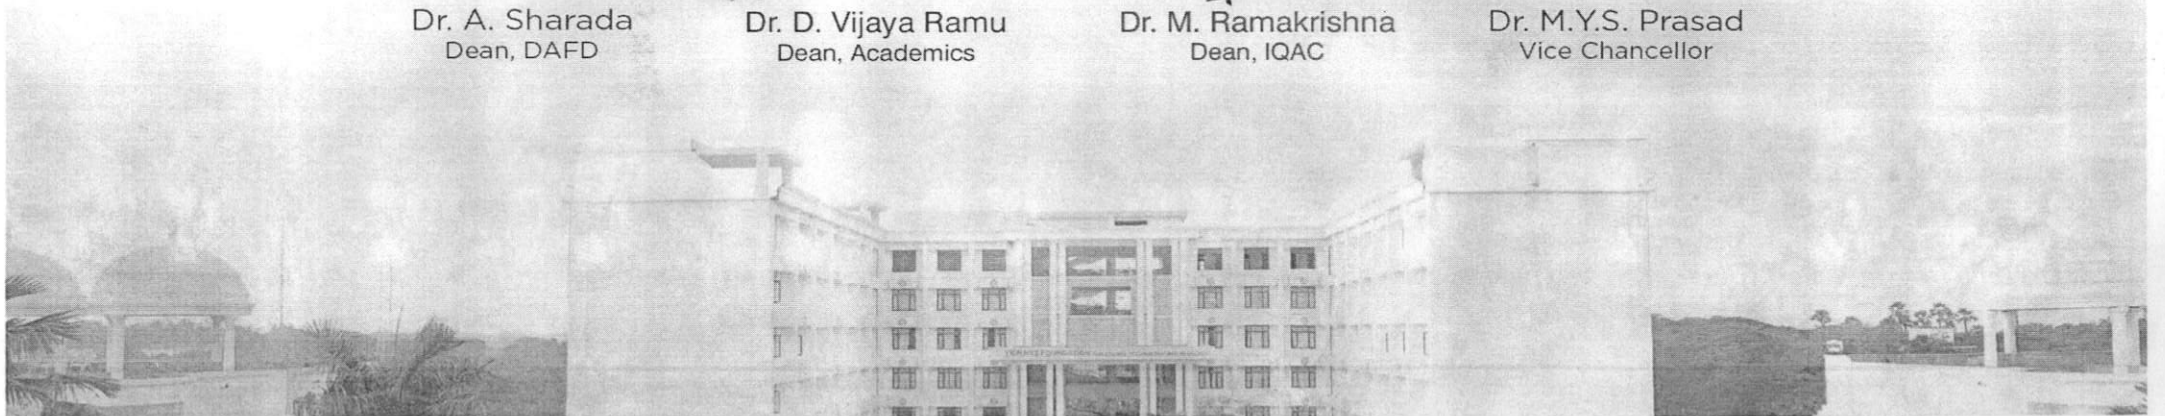 Dr. A. Sharada
Dean, DAFD
Dr. D. Vijaya Ramu
Dean, Academics
Dr. M. Ramakrishna
Dean, IQAC
Dr. M.Y.S. Prasad
Vice Chancellor